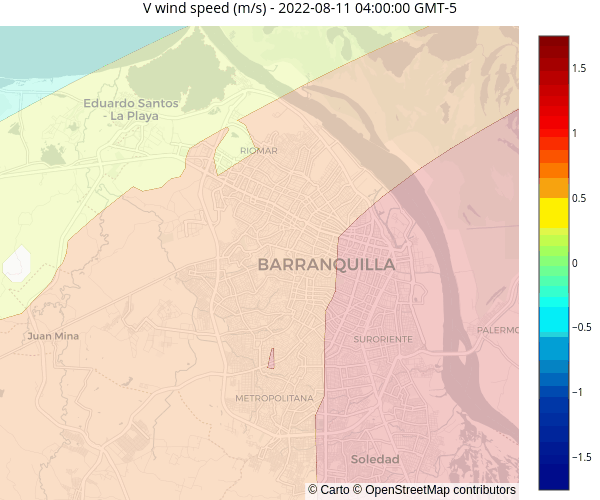 V wind speed (m/s) - 2022-08-11 04:00:00 GMT-5
Eduardo Santos
- La Playa
RIOMAR
BARRANQUILLA
Juan Mina
SURORIENTE
PALERMO
METROPOLITANA
Soledad
© Carto © OpenStreetMap contributors
1.5
1
0.5
0
−0.5
−1
−1.5